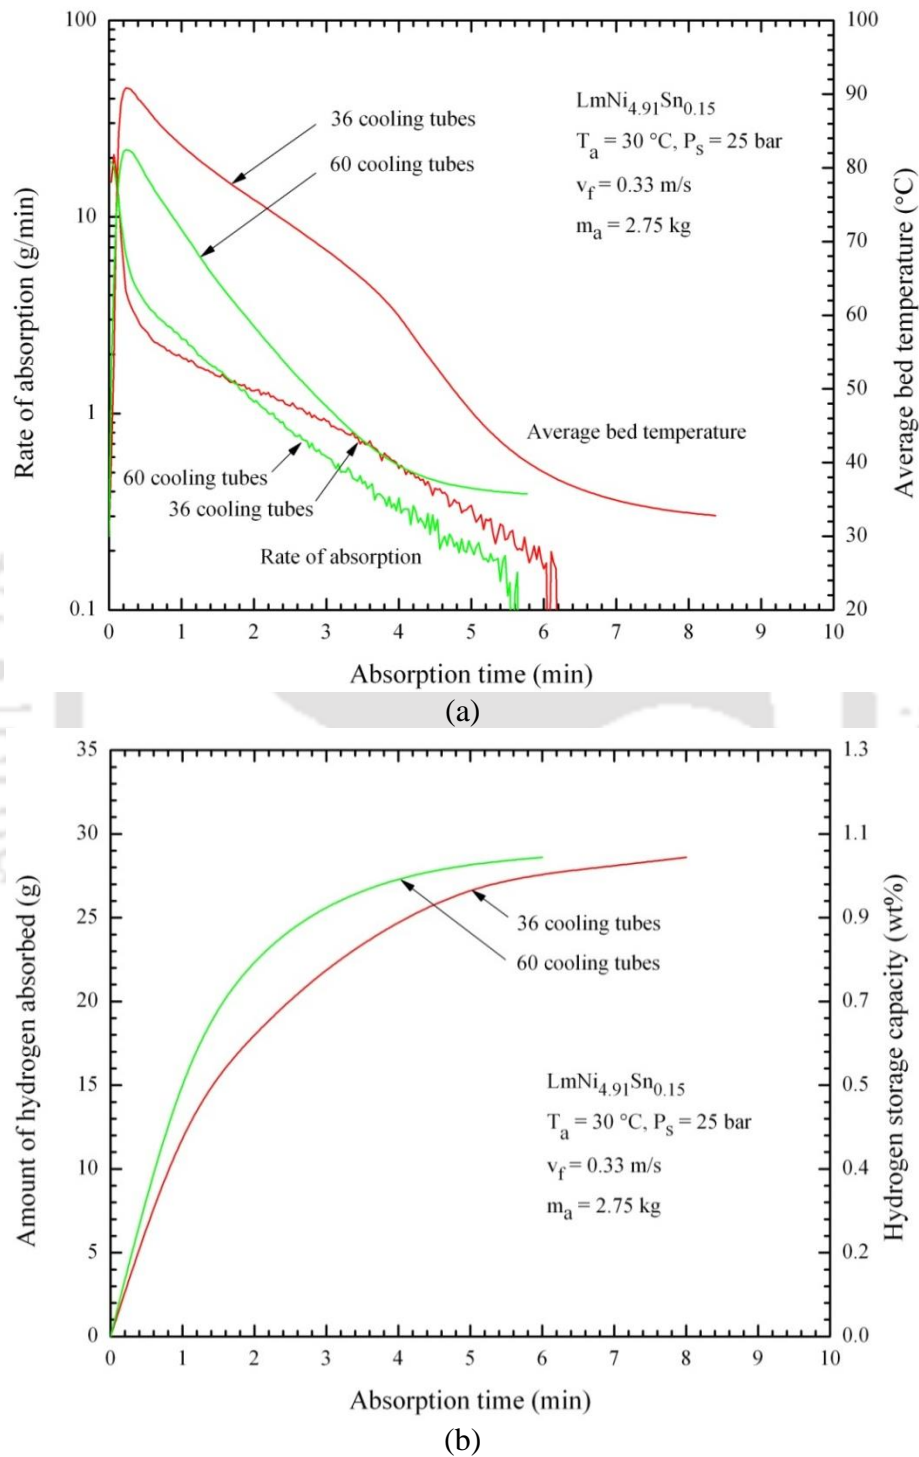 100
10
1
0.1
Rate of absorption (g/min)
100
90
80
70
60
50
40
30
20
Average bed temperature (°C)
36 cooling tubes
60 cooling tubes
LmNi4.91Sn0.15
Ta = 30 °C, Ps = 25 bar
vf = 0.33 m/s
ma = 2.75 kg
Average bed temperature
60 cooling tubes
36 cooling tubes
Rate of absorption
0 1 2 3 4 5 6 7 8 9 10
Absorption time (min)
(a)
35
30
25
20
15
10
5
0
Amount of hydrogen absorbed (g)
1.3
1.1
0.9
0.7
0.5
0.4
0.2
0.0
Hydrogen storage capacity (wt%)
36 cooling tubes
60 cooling tubes
LmNi4.91Sn0.15
Ta = 30 °C, Ps = 25 bar
vf = 0.33 m/s
ma = 2.75 kg
0 1 2 3 4 5 6 7 8 9 10
Absorption time (min)
(b)